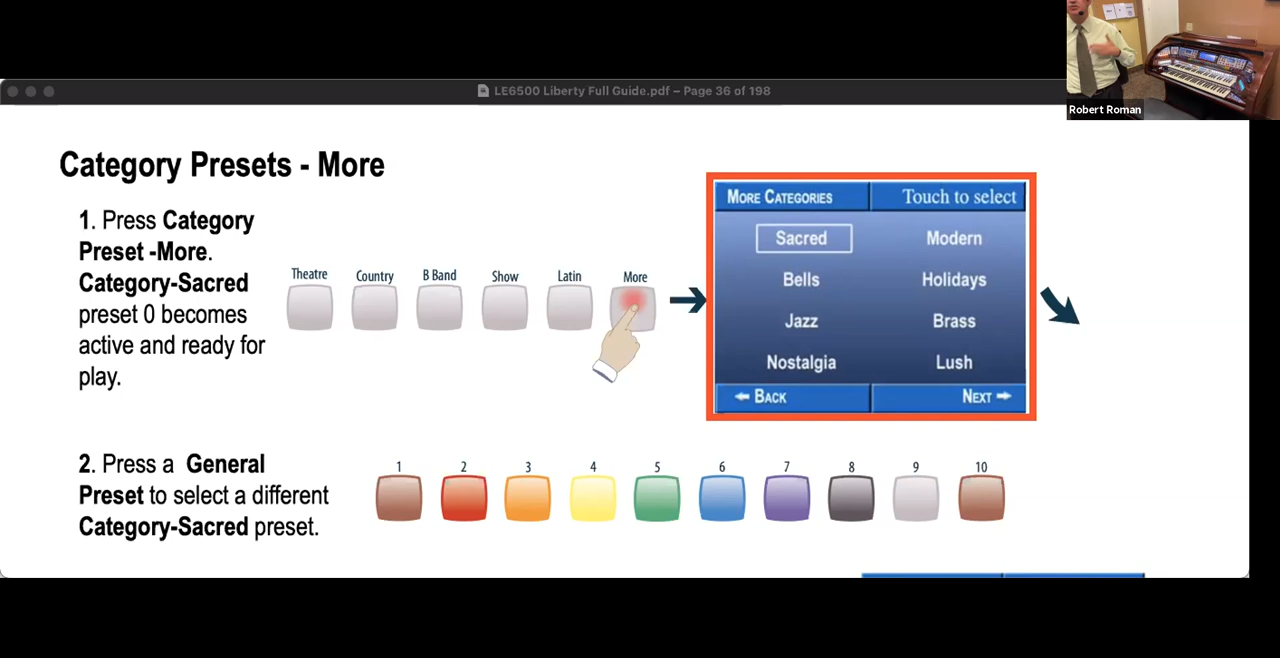 LE6500 Liberty Full Guide.pdf – Page 36 of 198
Robert Roman
Category Presets - More
1. Press Category
Preset -More.
Category-Sacred
preset 0 becomes
active and ready for
play.
Theatre Country B Band Show Latin More
MORE CATEGORIES Touch to select
Sacred Modern
Bells Holidays
Jazz Brass
Nostalgia Lush
BACK NEXT
2. Press a General
Preset to select a different
Category-Sacred preset.
1 2 3 4 5 6 7 8 9 10